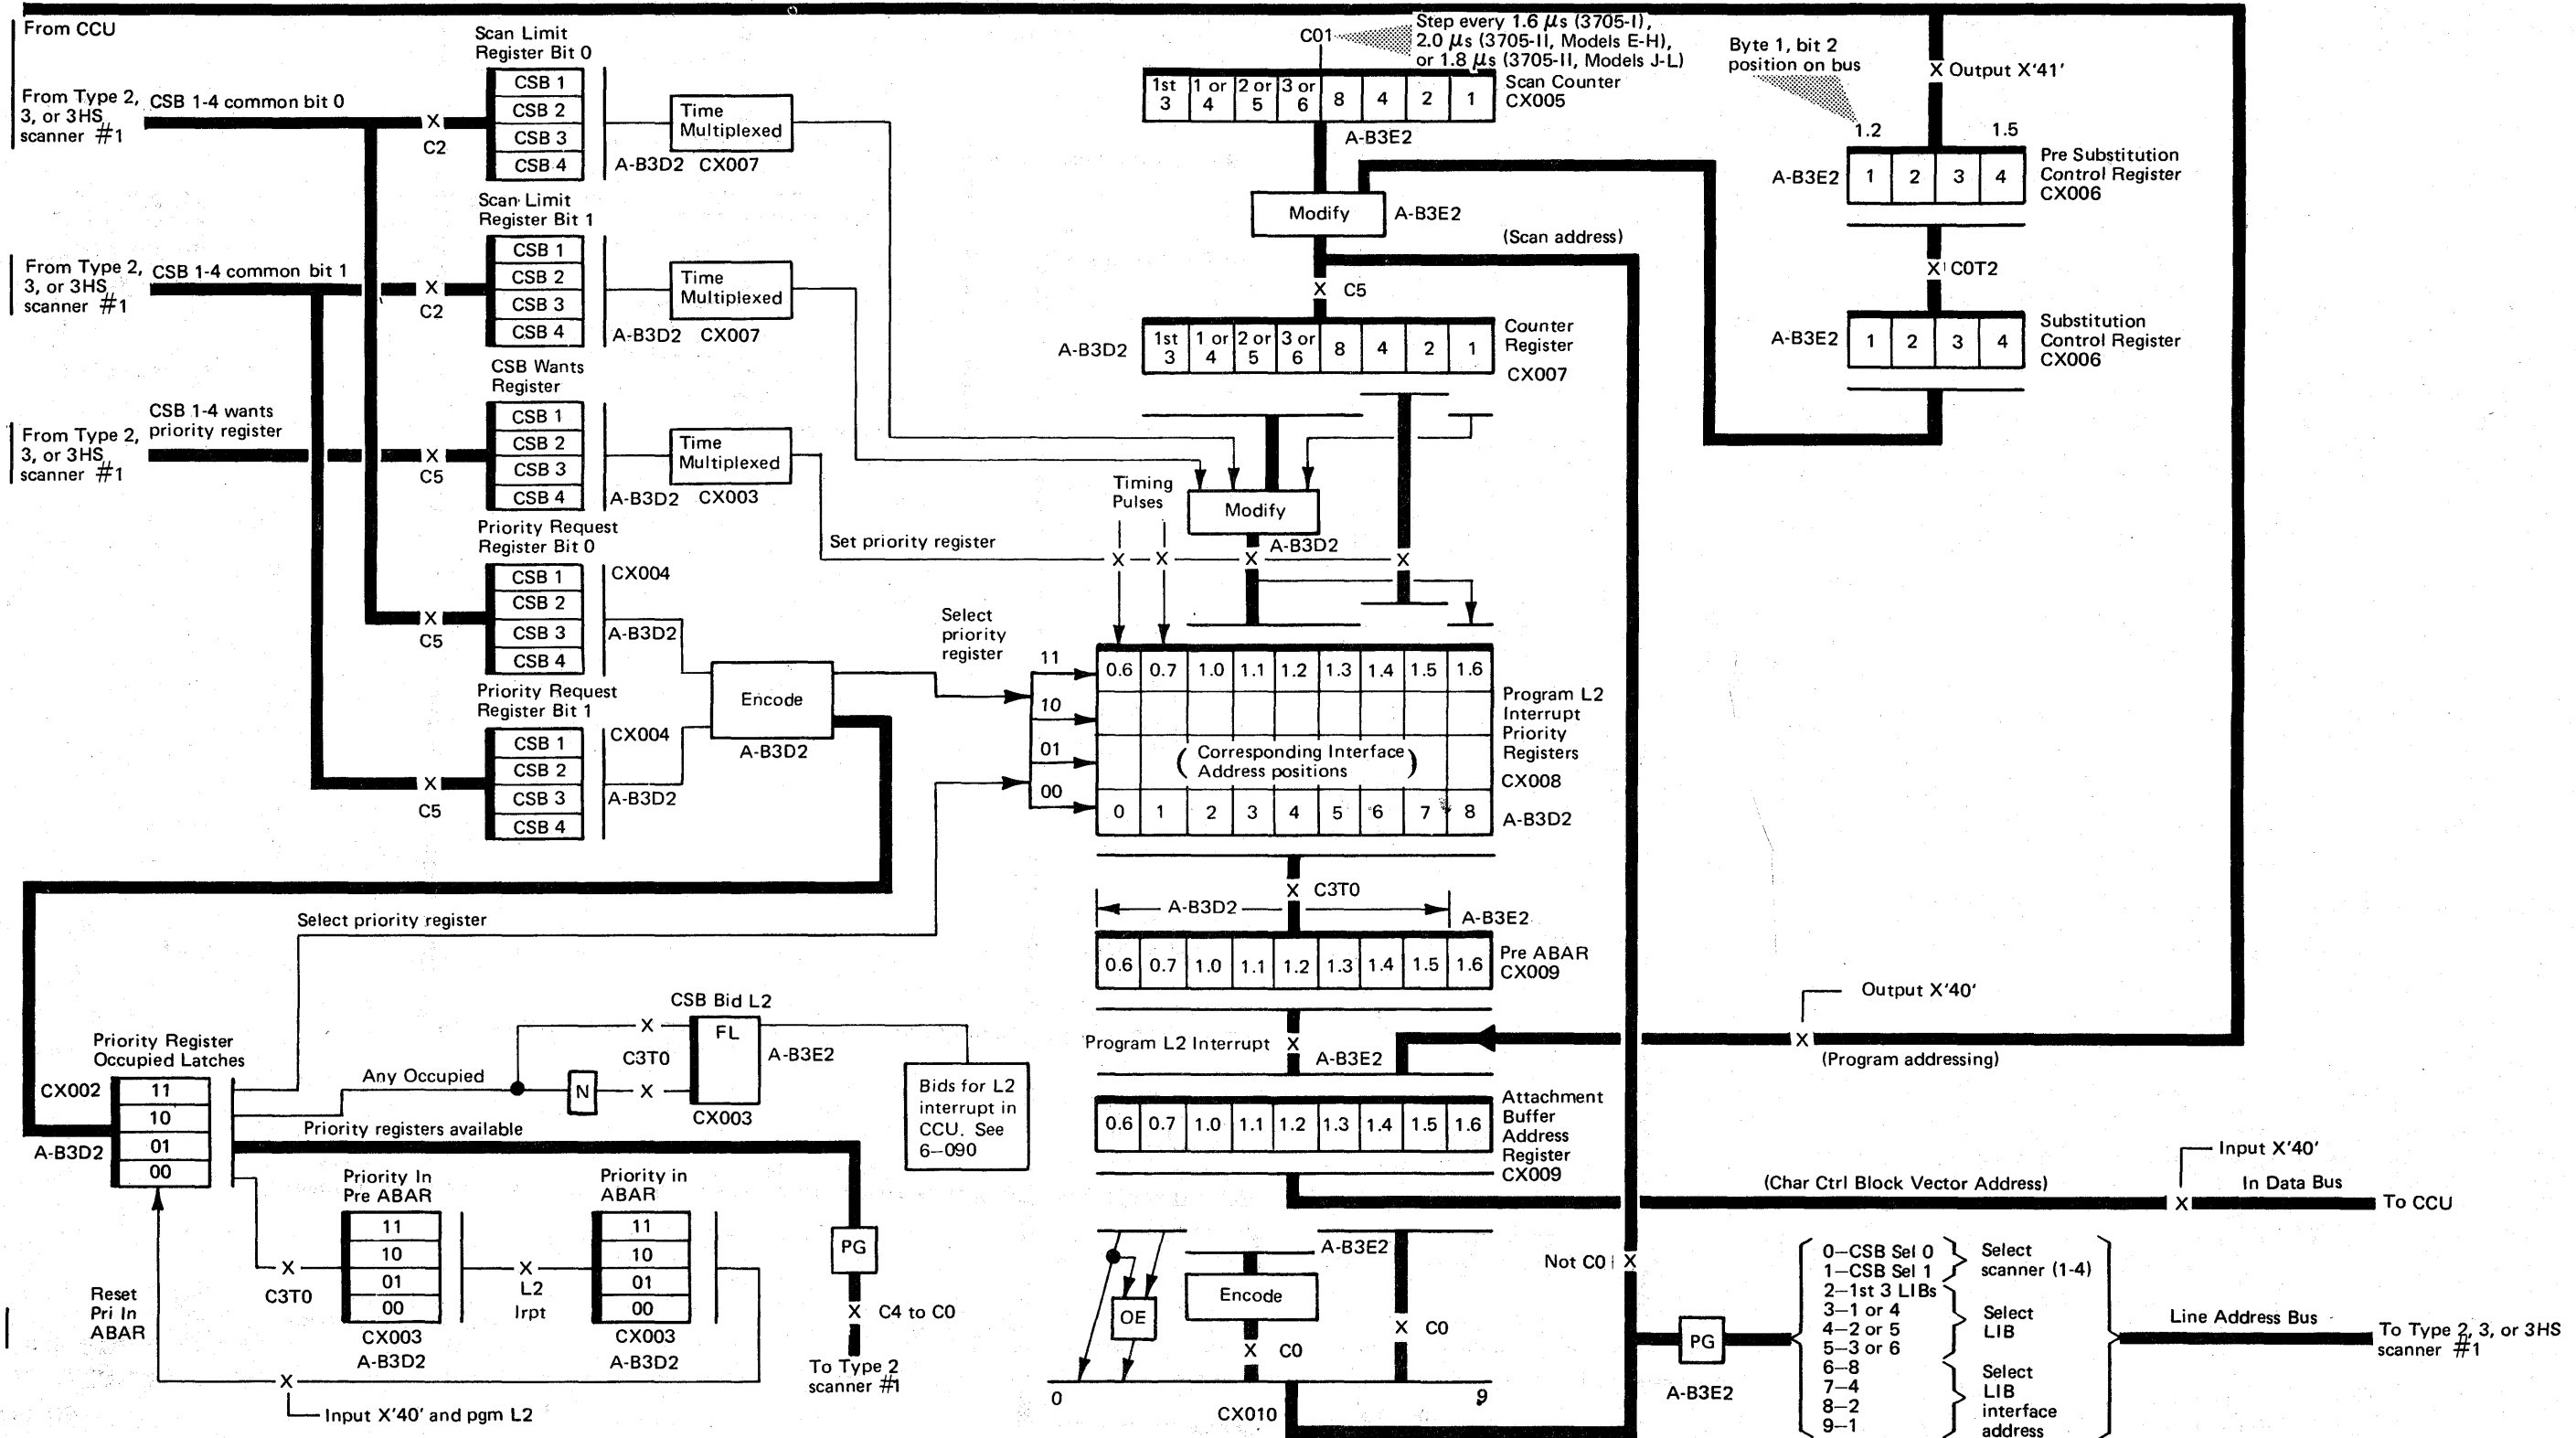 From CCU
From Type 2,
3, or 3HS
scanner #1
CSB 1-4 common bit 0
X
C2
Scan Limit
Register Bit 0
CSB 1
CSB 2
CSB 3
CSB 4
A-B3D2 CX007
Time
Multiplexed
From Type 2,
3, or 3HS
scanner #1
CSB 1-4 common bit 1
X
C2
Scan Limit
Register Bit 1
CSB 1
CSB 2
CSB 3
CSB 4
A-B3D2 CX007
Time
Multiplexed
From Type 2,
3, or 3HS
scanner #1
CSB 1-4 wants
priority register
X
C5
CSB Wants
Register
CSB 1
CSB 2
CSB 3
CSB 4
A-B3D2 CX003
Time
Multiplexed
Set priority register
X
C5
Priority Request
Register Bit 0
CSB 1
CSB 2
CSB 3
CSB 4
CX004
A-B3D2
X
C5
Priority Request
Register Bit 1
CSB 1
CSB 2
CSB 3
CSB 4
CX004
A-B3D2
Encode
A-B3D2
Select
priority
register
C01
Step every 1.6 μs (3705-I),
2.0 μs (3705-II, Models E-H),
or 1.8 μs (3705-II, Models J-L)
1st 3
1 or 4
2 or 5
3 or 6
8 4 2 1
Scan Counter
CX005
A-B3E2
Modify
A-B3E2
(Scan address)
X C5
A-B3D2
1st 3
1 or 4
2 or 5
3 or 6
8 4 2 1
Counter
Register
CX007
Timing
Pulses
Modify
A-B3D2
X X X X
11
10
01
00
0.6 0.7 1.0 1.1 1.2 1.3 1.4 1.5 1.6
(Corresponding Interface
Address positions)
0 1 2 3 4 5 6 7 8
Program L2
Interrupt
Priority
Registers
CX008
A-B3D2
X C3T0
A-B3D2
A-B3E2
0.6 0.7 1.0 1.1 1.2 1.3 1.4 1.5 1.6
Pre ABAR
CX009
Program L2 Interrupt X
A-B3E2
0.6 0.7 1.0 1.1 1.2 1.3 1.4 1.5 1.6
Attachment
Buffer
Address
Register
CX009
Byte 1, bit 2
position on bus
X Output X'41'
1.2 1.5
A-B3E2
1 2 3 4
Pre Substitution
Control Register
CX006
X C0T2
A-B3E2
1 2 3 4
Substitution
Control Register
CX006
Output X'40'
X
(Program addressing)
(Char Ctrl Block Vector Address)
Input X'40'
X
In Data Bus
To CCU
Select priority register
Priority Register
Occupied Latches
CX002
11
10
01
00
A-B3D2
Any Occupied
N
X
C3T0
X
CSB Bid L2
FL
A-B3E2
CX003
Bids for L2
interrupt in
CCU. See
6-090
Priority registers available
Priority In
Pre ABAR
11
10
01
00
CX003
A-B3D2
X
C3T0
X
L2
Irpt
Priority in
ABAR
11
10
01
00
CX003
A-B3D2
Reset
Pri In
ABAR
X
Input X'40' and pgm L2
PG
X C4 to C0
To Type 2
scanner #1
OE
Encode
X C0
A-B3E2
X C0
0 9
CX010
Not C0 X
PG
A-B3E2
0-CSB Sel 0
1-CSB Sel 1
2-1st 3 LIBs
3-1 or 4
4-2 or 5
5-3 or 6
6-8
7-4
8-2
9-1
Select
scanner (1-4)
Select
LIB
Select
LIB
interface
address
Line Address Bus
To Type 2, 3, or 3HS
scanner #1